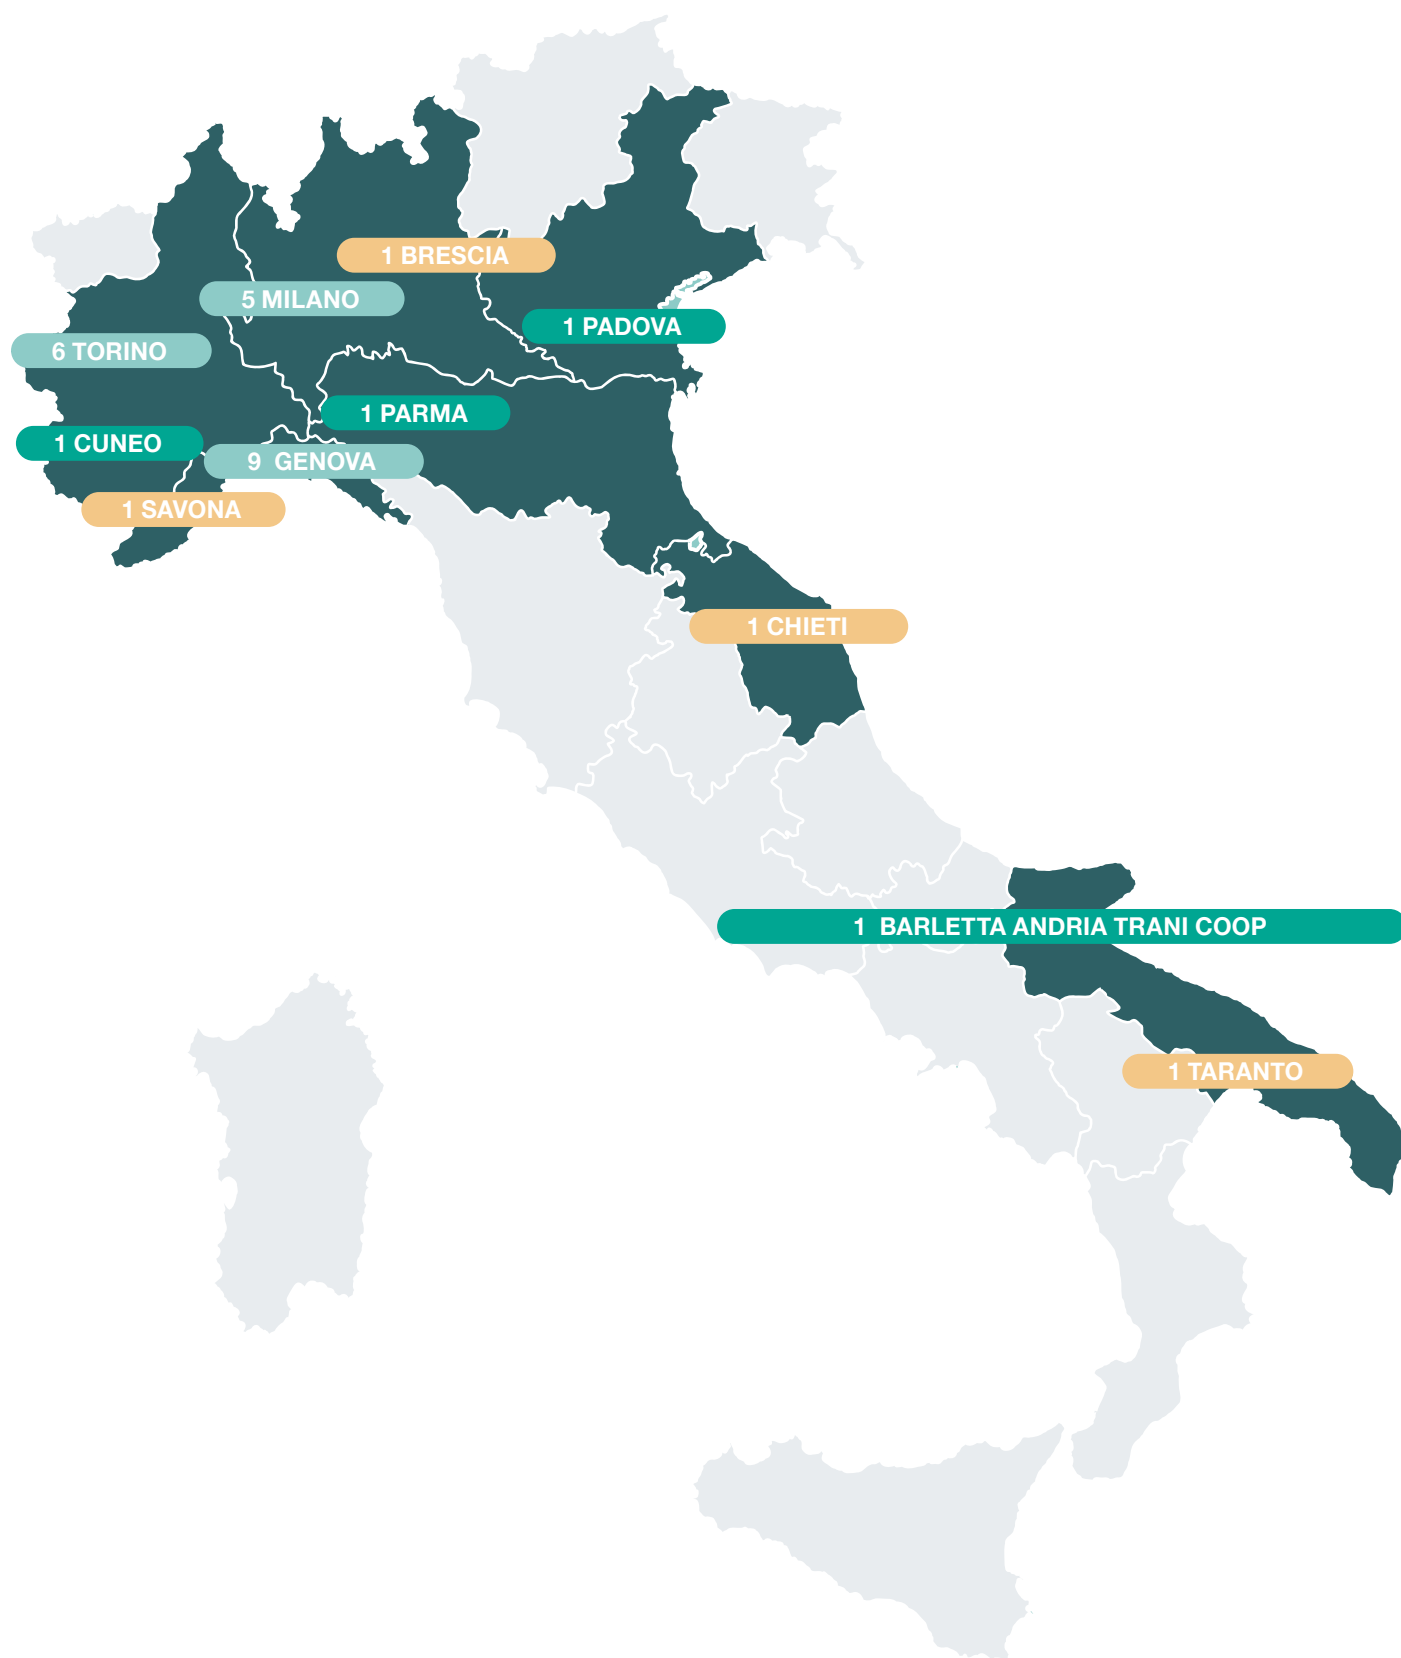 1 BRESCIA
5 MILANO
1 PADOVA
6 TORINO
1 PARMA
1 CUNEO
9 GENOVA
1 SAVONA
1 CHIETI
1 BARLETTA ANDRIA TRANI COOP
1 TARANTO